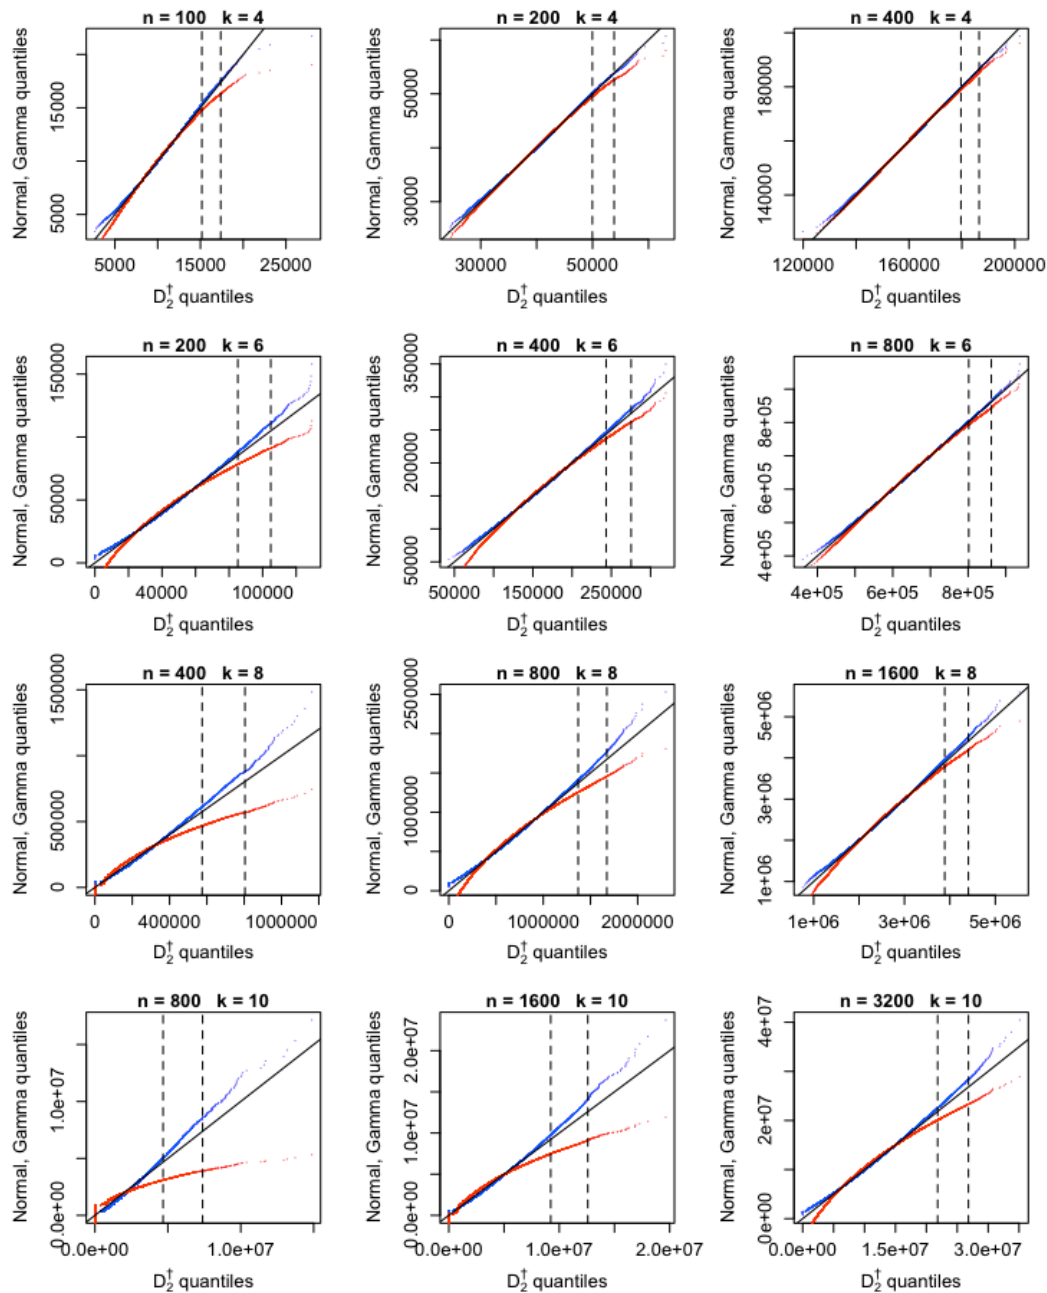 n = 100 k = 4
Normal, Gamma quantiles
5000 15000
5000 15000 25000
D₂† quantiles
n = 200 k = 4
Normal, Gamma quantiles
30000 50000
30000 50000
D₂† quantiles
n = 400 k = 4
Normal, Gamma quantiles
140000 180000
120000 160000 200000
D₂† quantiles
n = 200 k = 6
Normal, Gamma quantiles
0 50000 150000
0 40000 100000
D₂† quantiles
n = 400 k = 6
Normal, Gamma quantiles
50000 200000 350000
50000 150000 250000
D₂† quantiles
n = 800 k = 6
Normal, Gamma quantiles
4e+05 6e+05 8e+05
4e+05 6e+05 8e+05
D₂† quantiles
n = 400 k = 8
Normal, Gamma quantiles
0 500000 1500000
0 400000 1000000
D₂† quantiles
n = 800 k = 8
Normal, Gamma quantiles
0 1000000 2500000
0 1000000 2000000
D₂† quantiles
n = 1600 k = 8
Normal, Gamma quantiles
1e+06 3e+06 5e+06
1e+06 3e+06 5e+06
D₂† quantiles
n = 800 k = 10
Normal, Gamma quantiles
0.0e+00 1.0e+07
0.0e+00 1.0e+07
D₂† quantiles
n = 1600 k = 10
Normal, Gamma quantiles
0.0e+00 1.0e+07 2.0e+07
0.0e+00 1.0e+07 2.0e+07
D₂† quantiles
n = 3200 k = 10
Normal, Gamma quantiles
0e+00 2e+07 4e+07
0.0e+00 1.5e+07 3.0e+07
D₂† quantiles